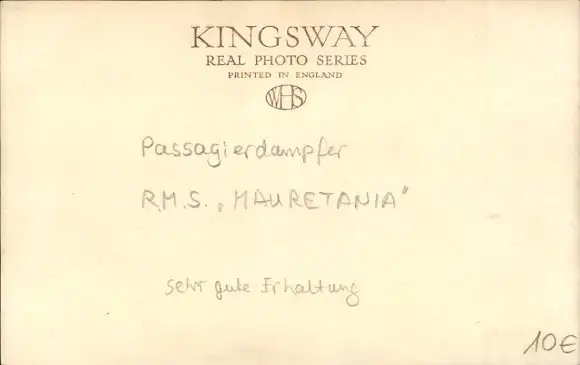 KINGSWAY
REAL PHOTO SERIES
PRINTED IN ENGLAND
WHS
Passagierdampfer
R.M.S. „MAURETANIA“
sehr gute Erhaltung
10€